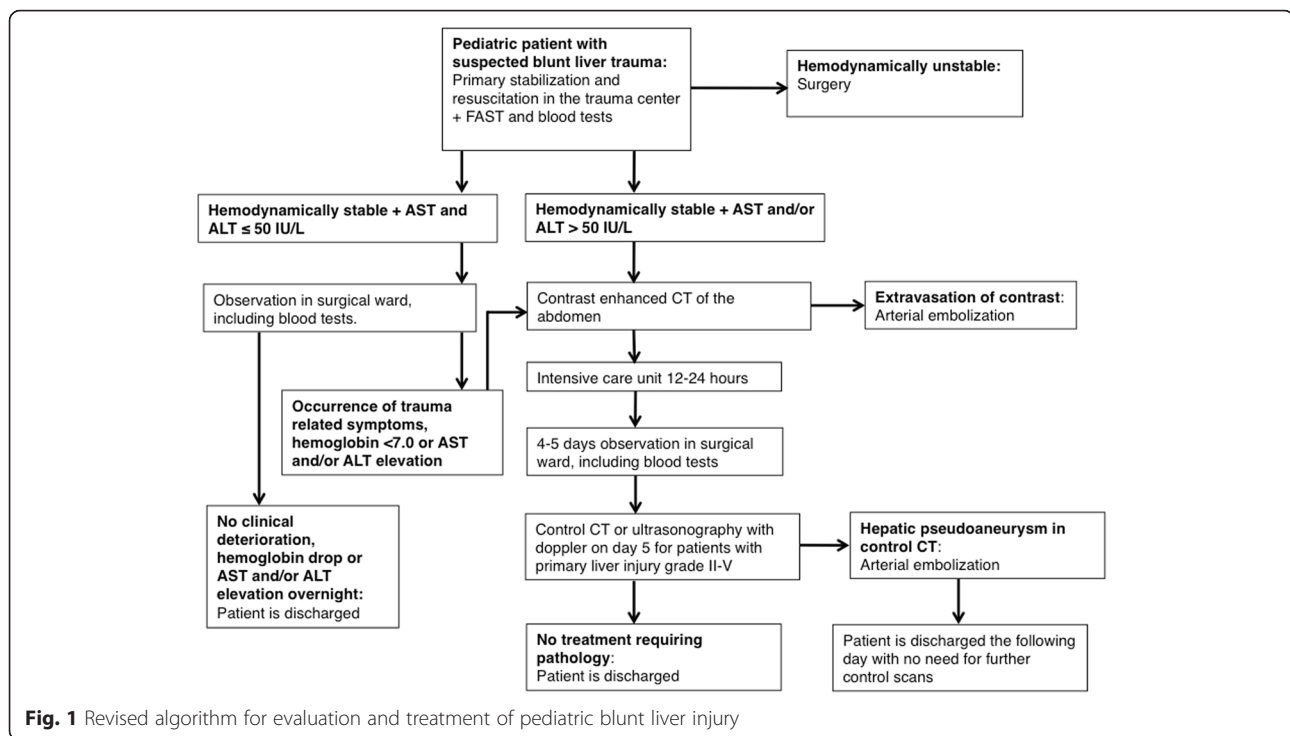 Pediatric patient with
suspected blunt liver trauma:
Primary stabilization and
resuscitation in the trauma center
+ FAST and blood tests
Hemodynamically unstable:
Surgery
Hemodynamically stable + AST and
ALT ≤ 50 IU/L
Hemodynamically stable + AST and/or
ALT > 50 IU/L
Observation in surgical ward,
including blood tests.
Contrast enhanced CT of the
abdomen
Extravasation of contrast:
Arterial embolization
Intensive care unit 12-24 hours
Occurrence of trauma
related symptoms,
hemoglobin <7.0 or AST
and/or ALT elevation
4-5 days observation in surgical
ward, including blood tests
No clinical
deterioration,
hemoglobin drop or
AST and/or ALT
elevation overnight:
Patient is discharged
Control CT or ultrasonography with
doppler on day 5 for patients with
primary liver injury grade II-V
Hepatic pseudoaneurysm in
control CT:
Arterial embolization
No treatment requiring
pathology:
Patient is discharged
Patient is discharged the following
day with no need for further
control scans
Fig. 1 Revised algorithm for evaluation and treatment of pediatric blunt liver injury